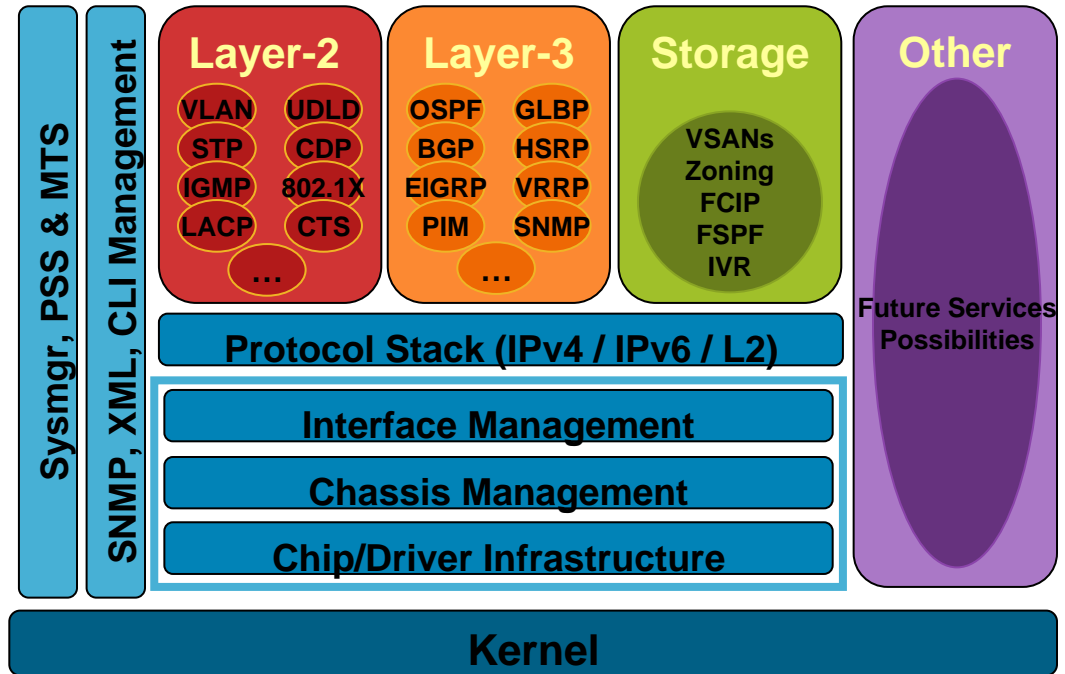 Sysmgr, PSS & MTS
SNMP, XML, CLI Management
Layer-2
VLAN
UDLD
STP
CDP
IGMP
802.1X
LACP
CTS
...
Layer-3
OSPF
GLBP
BGP
HSRP
EIGRP
VRRP
PIM
SNMP
...
Storage
VSANs
Zoning
FCIP
FSPF
IVR
Other
Future Services
Possibilities
Protocol Stack (IPv4 / IPv6 / L2)
Interface Management
Chassis Management
Chip/Driver Infrastructure
Kernel